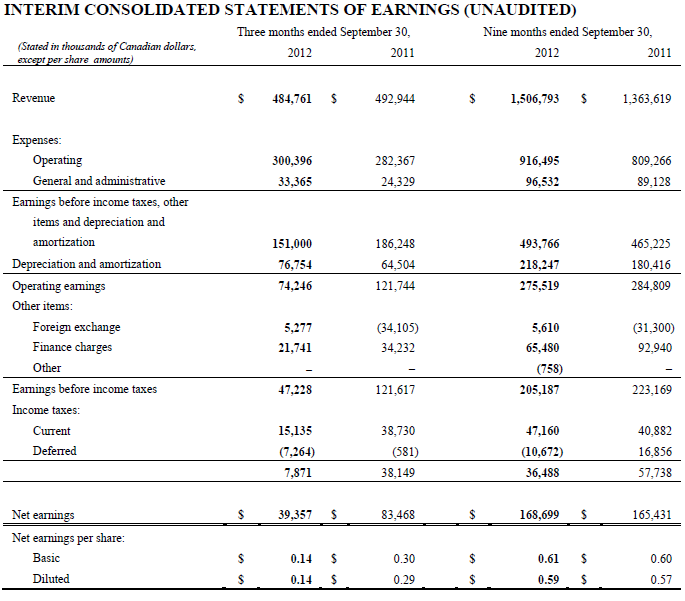 INTERIM CONSOLIDATED STATEMENTS OF EARNINGS (UNAUDITED)
Three months ended September 30, Nine months ended September 30,
(Stated in thousands of Canadian dollars,
except per share amounts) 2012 2011 2012 2011
Revenue $ 484,761 $ 492,944 $ 1,506,793 $ 1,363,619
Expenses:
Operating 300,396 282,367 916,495 809,266
General and administrative 33,365 24,329 96,532 89,128
Earnings before income taxes, other
items and depreciation and
amortization 151,000 186,248 493,766 465,225
Depreciation and amortization 76,754 64,504 218,247 180,416
Operating earnings 74,246 121,744 275,519 284,809
Other items:
Foreign exchange 5,277 (34,105) 5,610 (31,300)
Finance charges 21,741 34,232 65,480 92,940
Other – – (758) –
Earnings before income taxes 47,228 121,617 205,187 223,169
Income taxes:
Current 15,135 38,730 47,160 40,882
Deferred (7,264) (581) (10,672) 16,856
7,871 38,149 36,488 57,738
Net earnings $ 39,357 $ 83,468 $ 168,699 $ 165,431
Net earnings per share:
Basic $ 0.14 $ 0.30 $ 0.61 $ 0.60
Diluted $ 0.14 $ 0.29 $ 0.59 $ 0.57